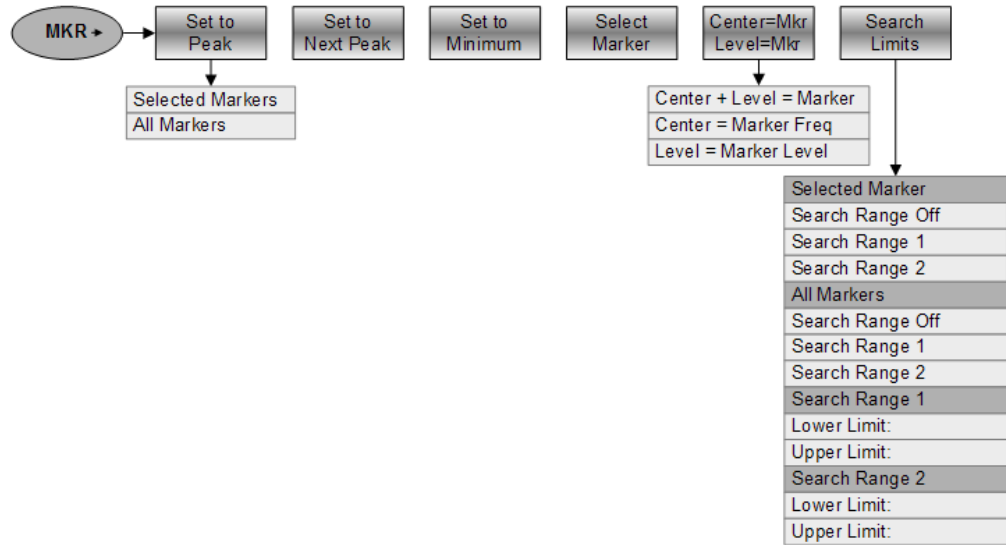 MKR →
Set to
Peak
Set to
Next Peak
Set to
Minimum
Select
Marker
Center=Mkr
Level=Mkr
Search
Limits
Selected Markers
All Markers
Center + Level = Marker
Center = Marker Freq
Level = Marker Level
Selected Marker
Search Range Off
Search Range 1
Search Range 2
All Markers
Search Range Off
Search Range 1
Search Range 2
Search Range 1
Lower Limit:
Upper Limit:
Search Range 2
Lower Limit:
Upper Limit: